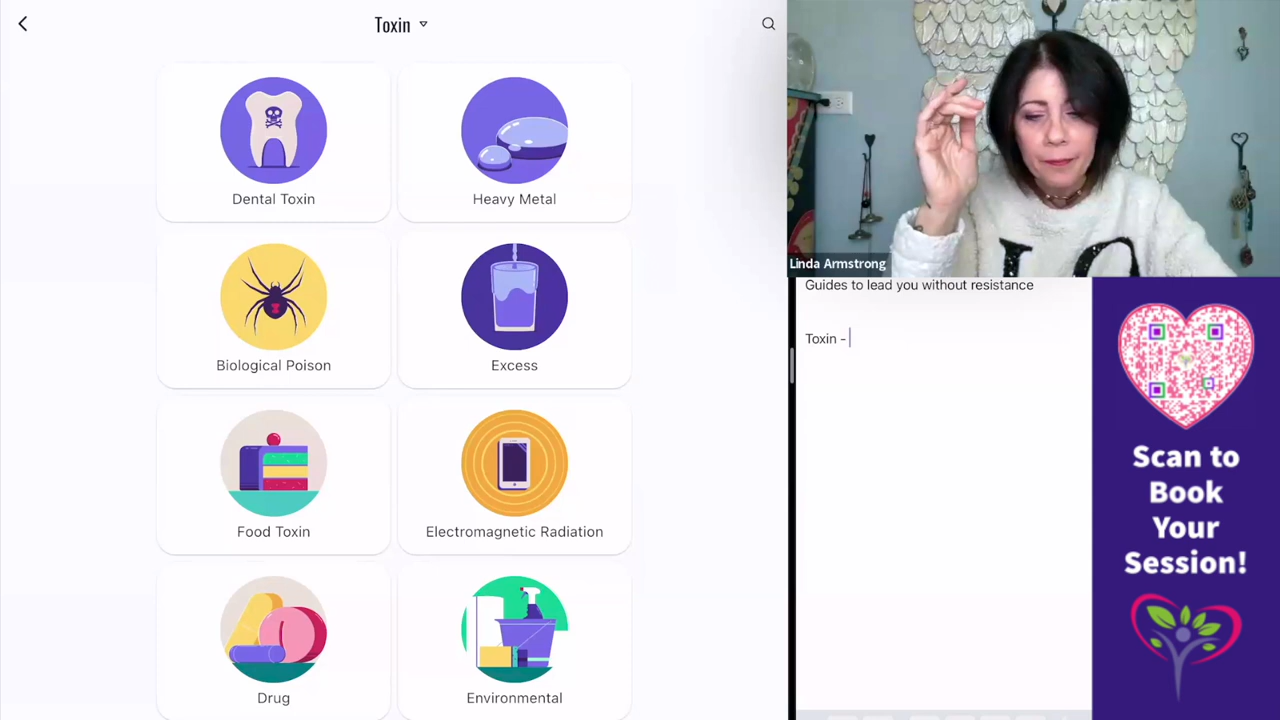 Toxin
Dental Toxin
Heavy Metal
Biological Poison
Excess
Food Toxin
Electromagnetic Radiation
Drug
Environmental
Linda Armstrong
Guides to lead you without resistance
Toxin -
Scan to
Book
Your
Session!